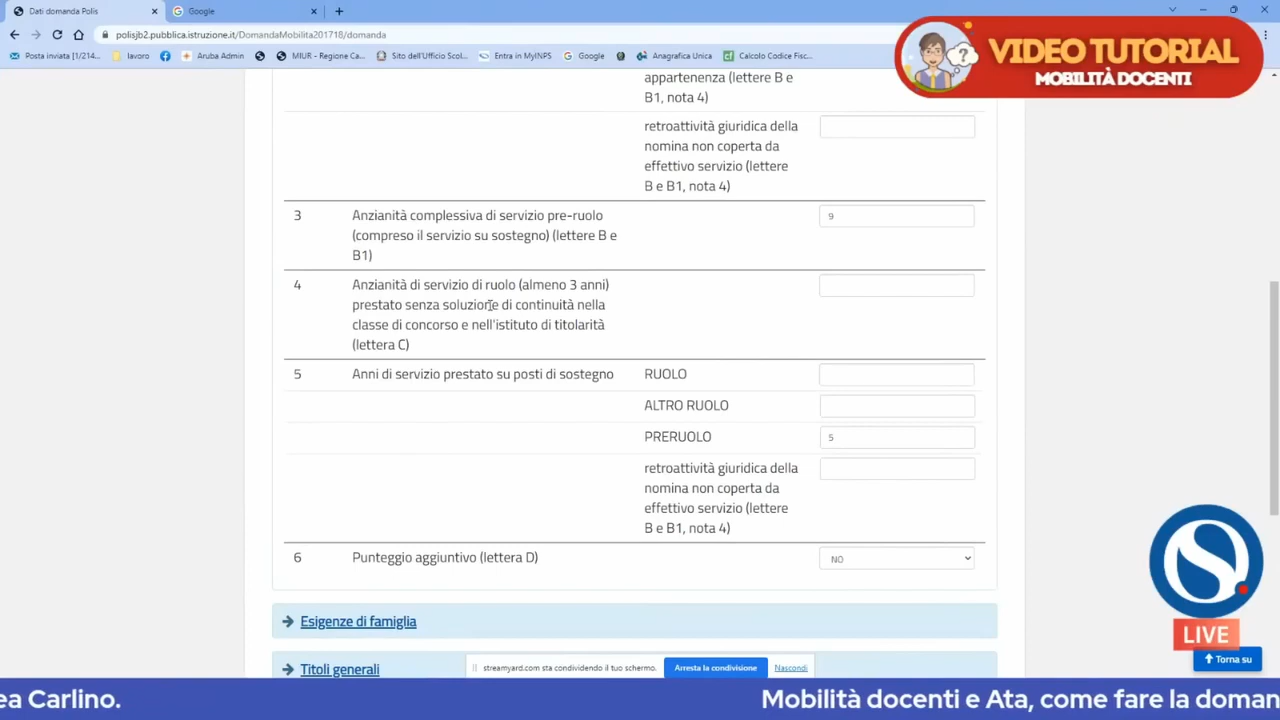 Dati domanda Polis
Google
polisjb2.pubblica.istruzione.it/DomandaMobilita201718/domanda
Posta inviata [1/214...
lavoro
Aruba Admin
MIUR - Regione Ca...
Sito dell'Ufficio Scol...
Entra in MyINPS
Google
Anagrafica Unica
Calcolo Codice Fisc...
VIDEO TUTORIAL
MOBILITÀ DOCENTI
appartenenza (lettere B e
B1, nota 4)
retroattività giuridica della
nomina non coperta da
effettivo servizio (lettere
B e B1, nota 4)
3
Anzianità complessiva di servizio pre-ruolo
(compreso il servizio su sostegno) (lettere B e
B1)
9
4
Anzianità di servizio di ruolo (almeno 3 anni)
prestato senza soluzione di continuità nella
classe di concorso e nell'istituto di titolarità
(lettera C)
5
Anni di servizio prestato su posti di sostegno
RUOLO
ALTRO RUOLO
PRERUOLO
5
retroattività giuridica della
nomina non coperta da
effettivo servizio (lettere
B e B1, nota 4)
6
Punteggio aggiuntivo (lettera D)
NO
Esigenze di famiglia
Titoli generali
streamyard.com sta condividendo il tuo schermo.
Arresta la condivisione
Nascondi
S
LIVE
Torna su
ea Carlino.
Mobilità docenti e Ata, come fare la doman